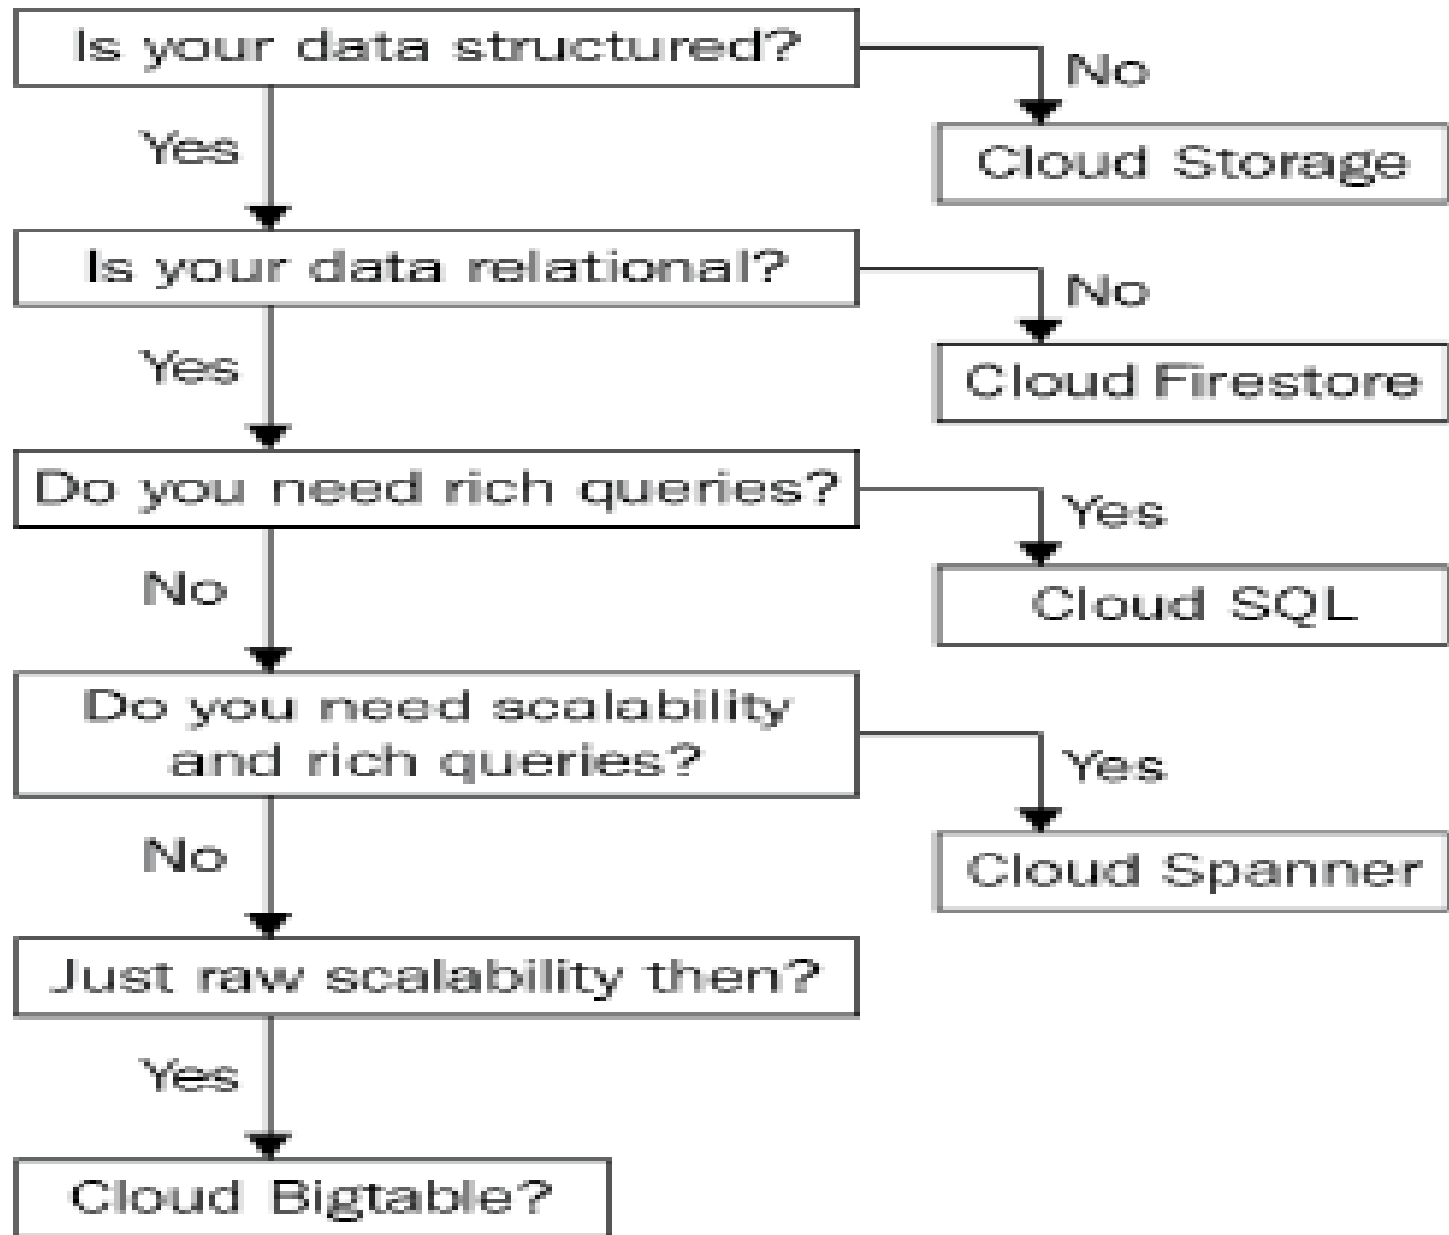 Is your data structured?
No
Yes
Cloud Storage
Is your data relational?
No
Yes
Cloud Firestore
Do you need rich queries?
Yes
No
Cloud SQL
Do you need scalability
and rich queries?
Yes
No
Cloud Spanner
Just raw scalability then?
Yes
Cloud Bigtable?